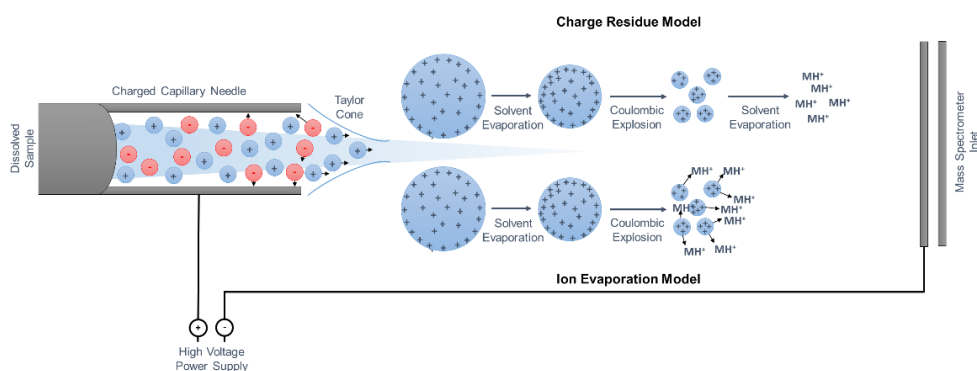 Charge Residue Model
Dissolved
Sample
Charged Capillary Needle
Taylor
Cone
Solvent
Evaporation
Coulombic
Explosion
Solvent
Evaporation
MH⁺
MH⁺
MH⁺
MH⁺
MH⁺
Solvent
Evaporation
Coulombic
Explosion
MH⁺
MH⁺
MH⁺
MH⁺
MH⁺
MH⁺
MH⁺
MH⁺
Ion Evaporation Model
Mass Spectrometer
Inlet
+ -
High Voltage
Power Supply